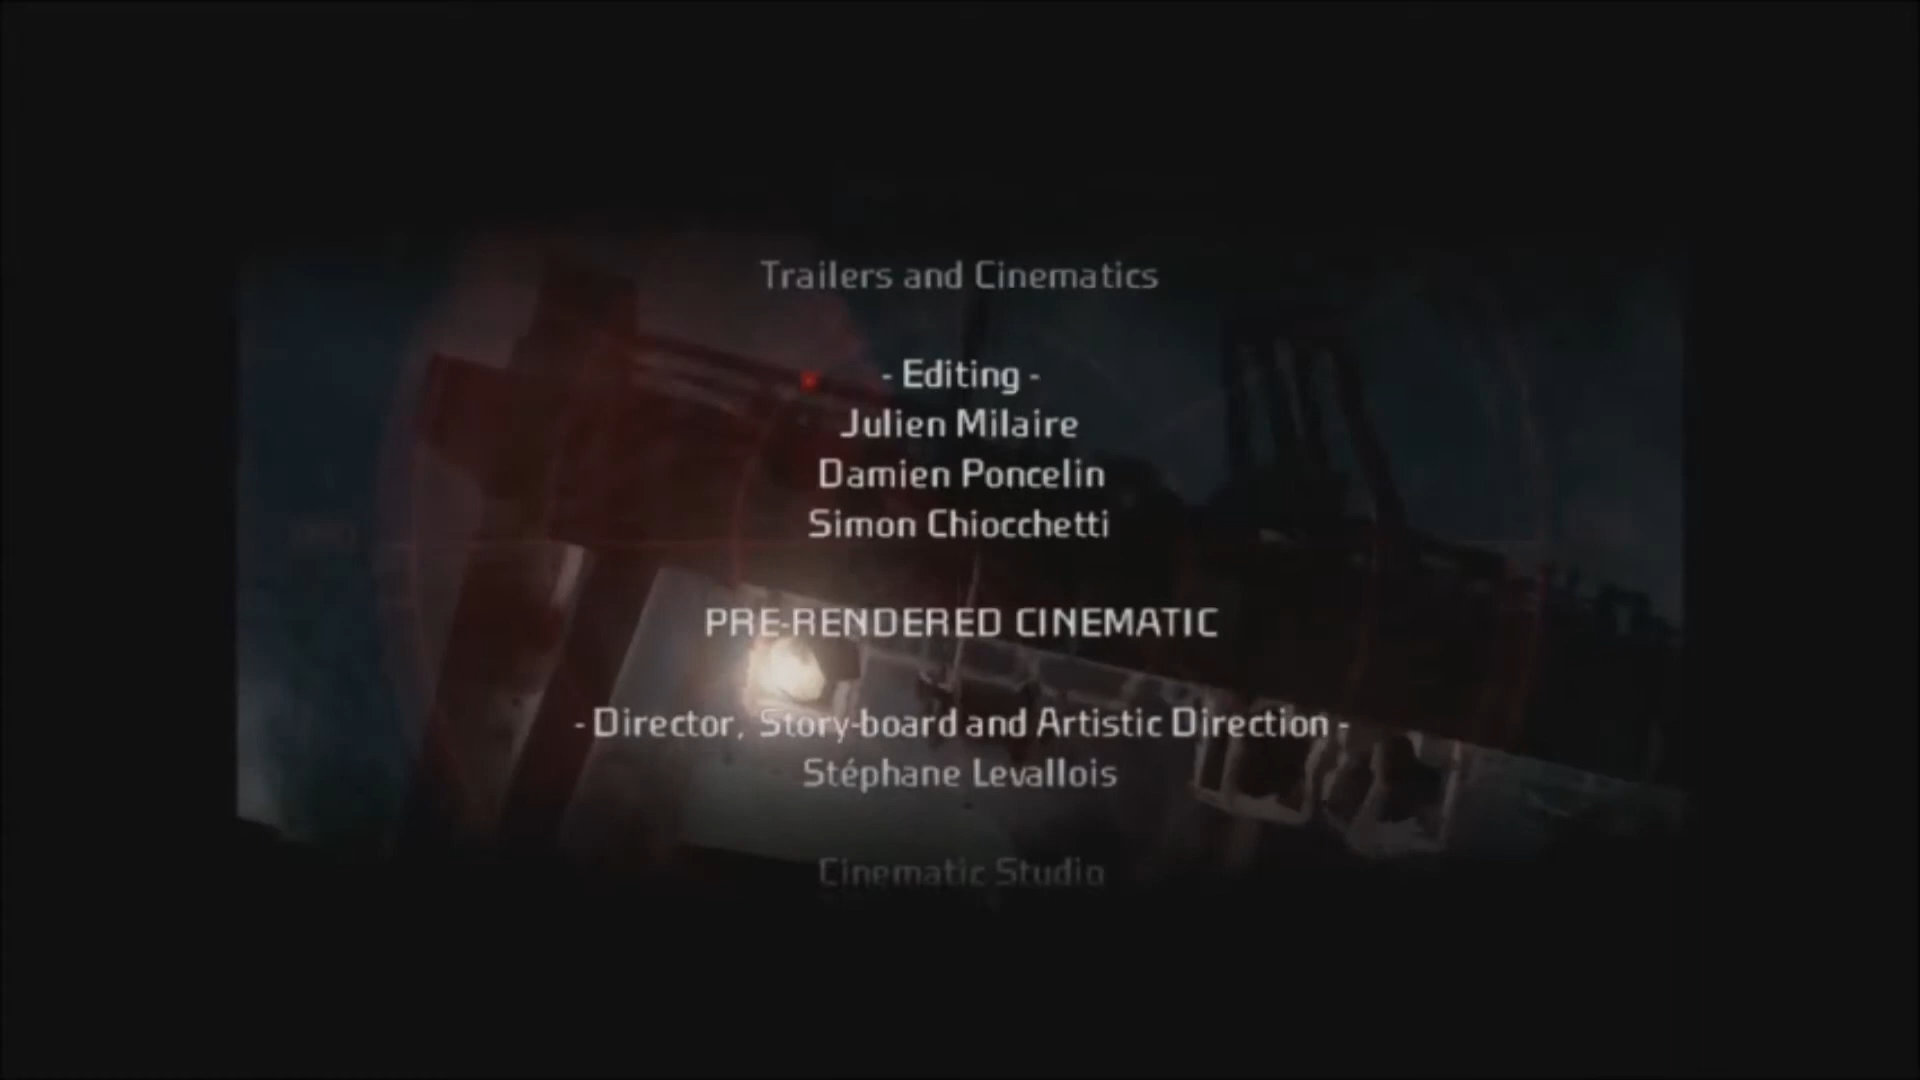 Trailers and Cinematics
- Editing -
Julien Milaire
Damien Poncelin
Simon Chiocchetti
PRE-RENDERED CINEMATIC
- Director, Story-board and Artistic Direction -
Stéphane Levallois
Cinematic Studio